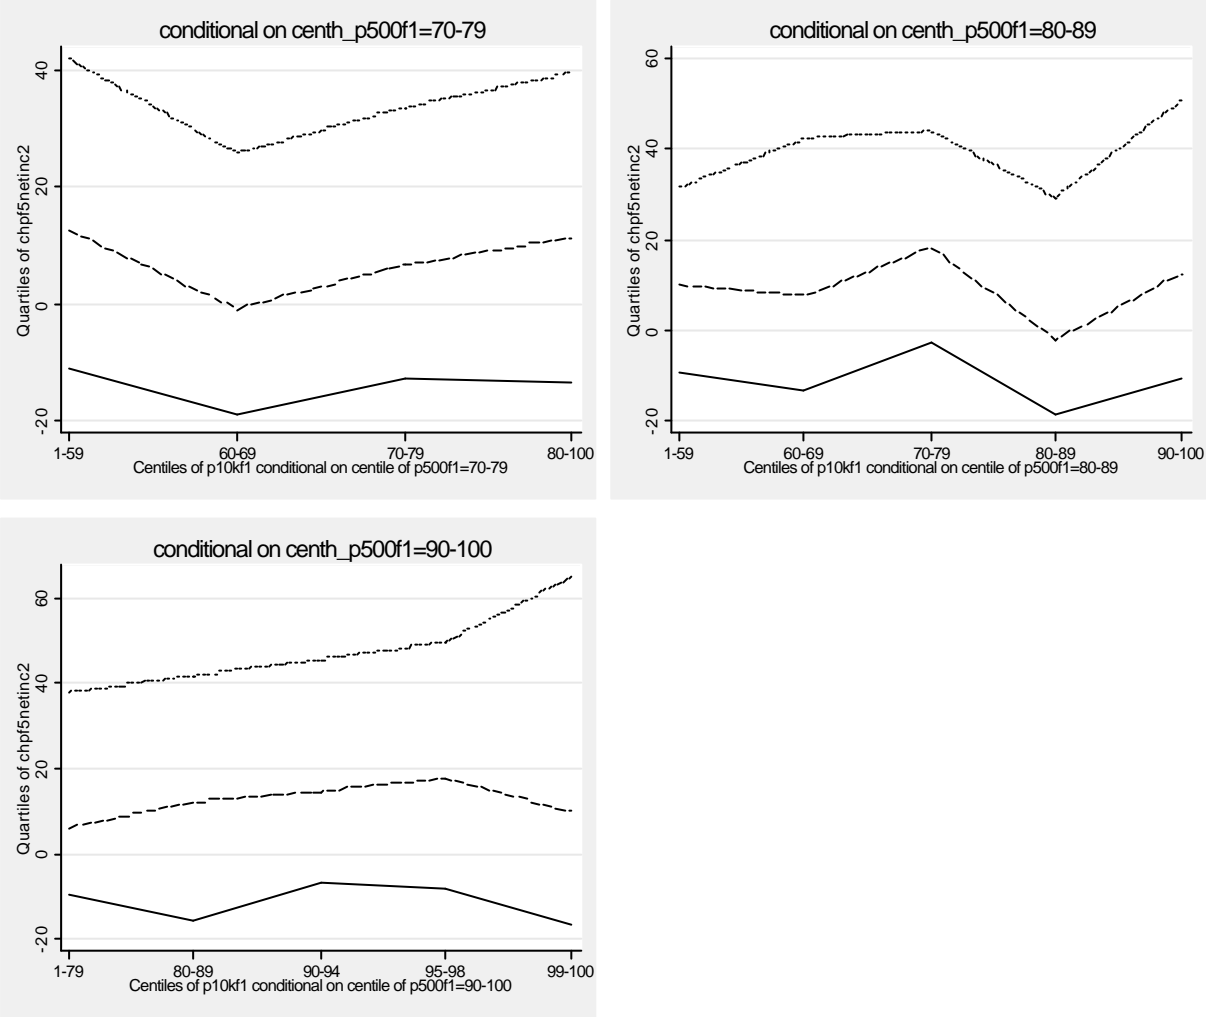 conditional on centh_p500f1=70-79
Quartiles of chpf5netinc2
40
20
0
-20
1-59 60-69 70-79 80-100
Centiles of p10kf1 conditional on centile of p500f1=70-79
conditional on centh_p500f1=80-89
Quartiles of chpf5netinc2
60
40
20
0
-20
1-59 60-69 70-79 80-89 90-100
Centiles of p10kf1 conditional on centile of p500f1=80-89
conditional on centh_p500f1=90-100
Quartiles of chpf5netinc2
60
40
20
0
-20
1-79 80-89 90-94 95-98 99-100
Centiles of p10kf1 conditional on centile of p500f1=90-100